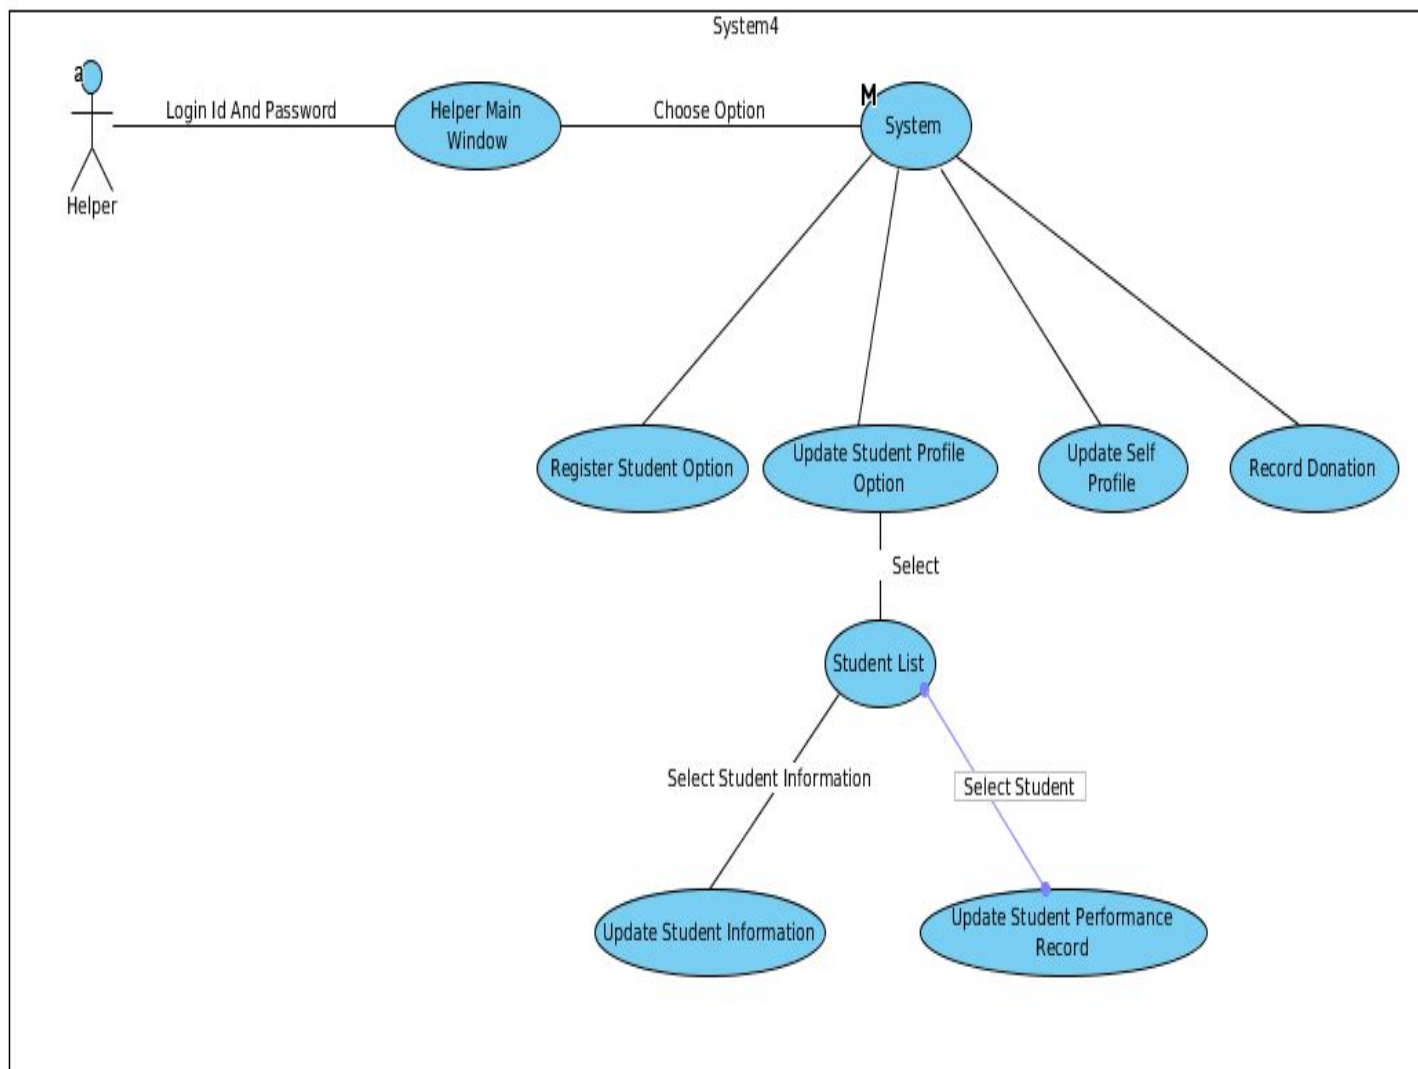 System4
a
Login Id And Password
Helper Main
Window
Choose Option
M
System
Helper
Register Student Option
Update Student Profile
Option
Update Self
Profile
Record Donation
Select
Student List
Select Student Information
Select Student
Update Student Information
Update Student Performance
Record